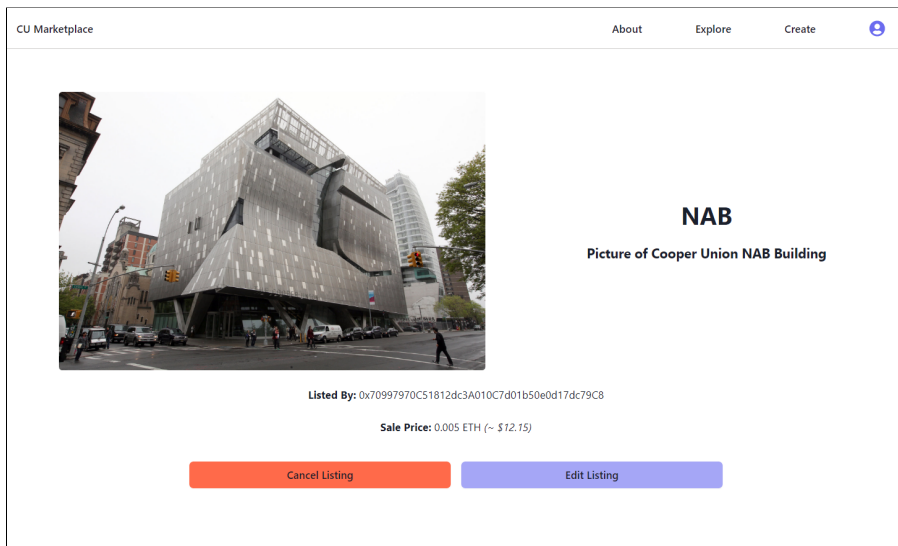 CU Marketplace
About Explore Create
NAB
Picture of Cooper Union NAB Building
Listed By: 0x70997970C51812dc3A010C7d01b50e0d17dc79C8
Sale Price: 0.005 ETH (~ $12.15)
Cancel Listing
Edit Listing